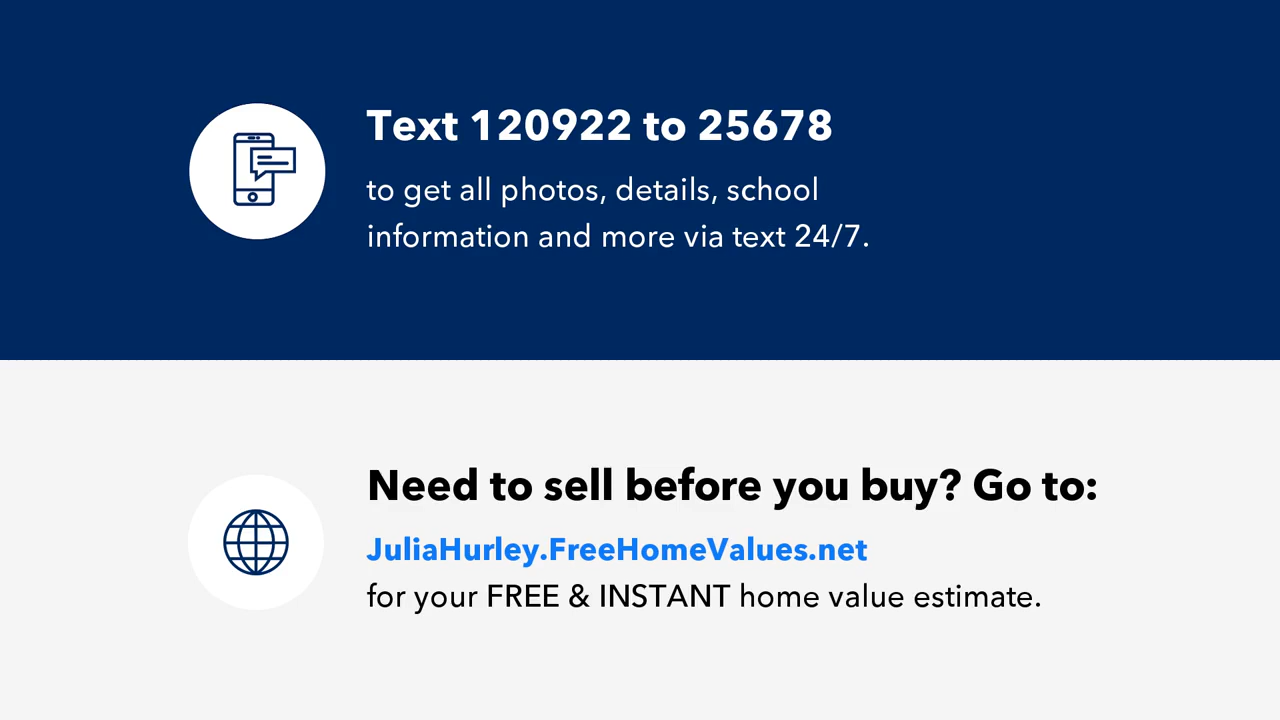 Text 120922 to 25678
to get all photos, details, school
information and more via text 24/7.
Need to sell before you buy? Go to:
JuliaHurley.FreeHomeValues.net
for your FREE & INSTANT home value estimate.